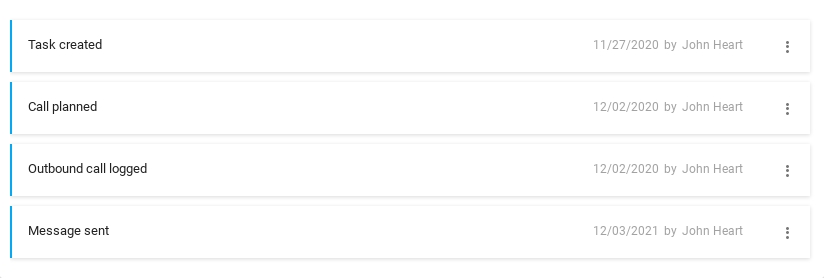 Task created 11/27/2020 by John Heart
Call planned 12/02/2020 by John Heart
Outbound call logged 12/02/2020 by John Heart
Message sent 12/03/2021 by John Heart